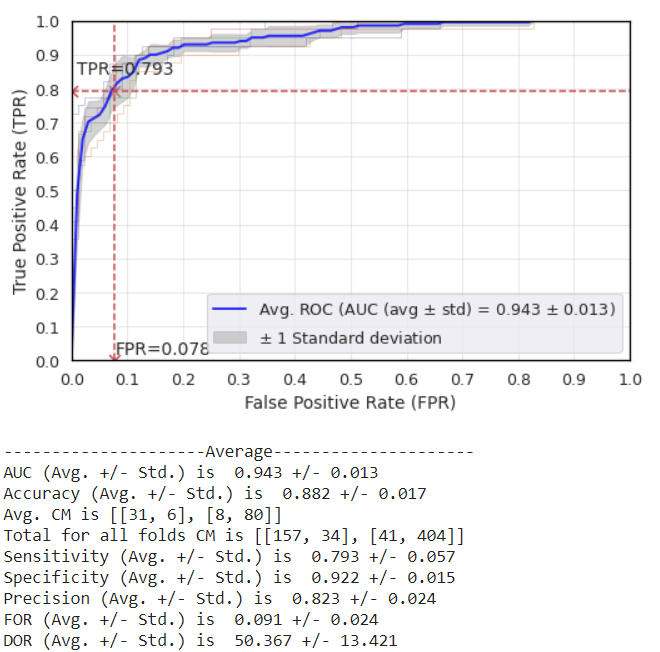 1.0
0.9
TPR=0.793
0.8
0.7
0.6
0.5
0.4
0.3
0.2
0.1
0.0
True Positive Rate (TPR)
Avg. ROC (AUC (avg ± std) = 0.943 ± 0.013)
± 1 Standard deviation
FPR=0.078
0.0 0.1 0.2 0.3 0.4 0.5 0.6 0.7 0.8 0.9 1.0
False Positive Rate (FPR)
---------------------Average---------------------
AUC (Avg. +/- Std.) is  0.943 +/- 0.013
Accuracy (Avg. +/- Std.) is  0.882 +/- 0.017
Avg. CM is [[31, 6], [8, 80]]
Total for all folds CM is [[157, 34], [41, 404]]
Sensitivity (Avg. +/- Std.) is  0.793 +/- 0.057
Specificity (Avg. +/- Std.) is  0.922 +/- 0.015
Precision (Avg. +/- Std.) is  0.823 +/- 0.024
FOR (Avg. +/- Std.) is  0.091 +/- 0.024
DOR (Avg. +/- Std.) is  50.367 +/- 13.421